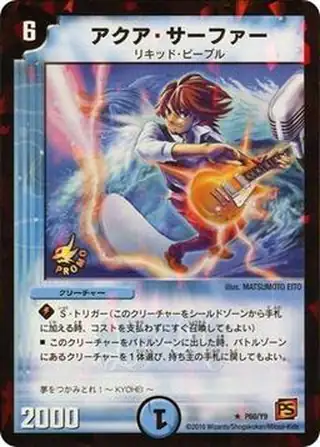 6
アクア・サーファー
リキッド・ピープル
PROMO
illus. MATSUMOTO EITO
クリーチャー
S・トリガー(このクリーチャーをシールドゾーンから手札
に加える時、コストを支払わずにすぐ召喚してもよい)
■ このクリーチャーをバトルゾーンに出した時、バトルゾー
ンにあるクリーチャーを1体選び、持ち主の手札に戻してもよい。
夢をつかみとれ! ~ KYOHEI ~
2000
1
★ P60/Y9
PS
©2010 Wizards/Shogakukan/Mitsui-Kids